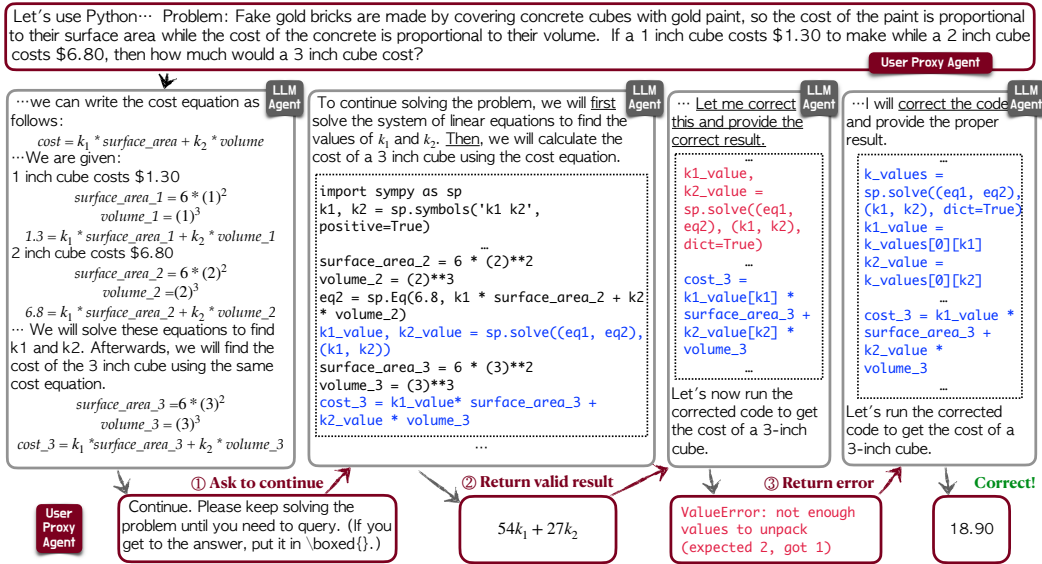 Let's use Python⋯ Problem: Fake gold bricks are made by covering concrete cubes with gold paint, so the cost of the paint is proportional
to their surface area while the cost of the concrete is proportional to their volume. If a 1 inch cube costs $1.30 to make while a 2 inch cube
costs $6.80, then how much would a 3 inch cube cost?
User Proxy Agent
LLM
Agent
⋯we can write the cost equation as
follows:
cost = k₁ * surface_area + k₂ * volume
⋯We are given:
1 inch cube costs $1.30
surface_area_1 = 6 * (1)²
volume_1 = (1)³
1.3 = k₁ * surface_area_1 + k₂ * volume_1
2 inch cube costs $6.80
surface_area_2 = 6 * (2)²
volume_2 = (2)³
6.8 = k₁ * surface_area_2 + k₂ * volume_2
⋯ We will solve these equations to find
k1 and k2. Afterwards, we will find the
cost of the 3 inch cube using the same
cost equation.
surface_area_3 = 6 * (3)²
volume_3 = (3)³
cost_3 = k₁ * surface_area_3 + k₂ * volume_3
LLM
Agent
To continue solving the problem, we will first
solve the system of linear equations to find the
values of k₁ and k₂. Then, we will calculate the
cost of a 3 inch cube using the cost equation.
import sympy as sp
k1, k2 = sp.symbols('k1 k2',
positive=True)
…
surface_area_2 = 6 * (2)**2
volume_2 = (2)**3
eq2 = sp.Eq(6.8, k1 * surface_area_2 + k2
* volume_2)
k1_value, k2_value = sp.solve((eq1, eq2),
(k1, k2))
surface_area_3 = 6 * (3)**2
volume_3 = (3)**3
cost_3 = k1_value* surface_area_3 +
k2_value * volume_3
⋯
LLM
Agent
⋯ Let me correct
this and provide the
correct result.
…
k1_value,
k2_value =
sp.solve((eq1,
eq2), (k1, k2),
dict=True)
…
cost_3 =
k1_value[k1] *
surface_area_3 +
k2_value[k2] *
volume_3
…
Let's now run the
corrected code to get
the cost of a 3-inch
cube.
LLM
Agent
⋯I will correct the code
and provide the proper
result.
…
k_values =
sp.solve((eq1, eq2),
(k1, k2), dict=True)
k1_value =
k_values[0][k1]
k2_value =
k_values[0][k2]
…
cost_3 = k1_value *
surface_area_3 +
k2_value *
volume_3
…
Let's run the corrected
code to get the cost of a
3-inch cube.
① Ask to continue
② Return valid result
③ Return error
Correct!
User
Proxy
Agent
Continue. Please keep solving the
problem until you need to query. (If you
get to the answer, put it in \boxed{}.)
54k₁ + 27k₂
ValueError: not enough
values to unpack
(expected 2, got 1)
18.90